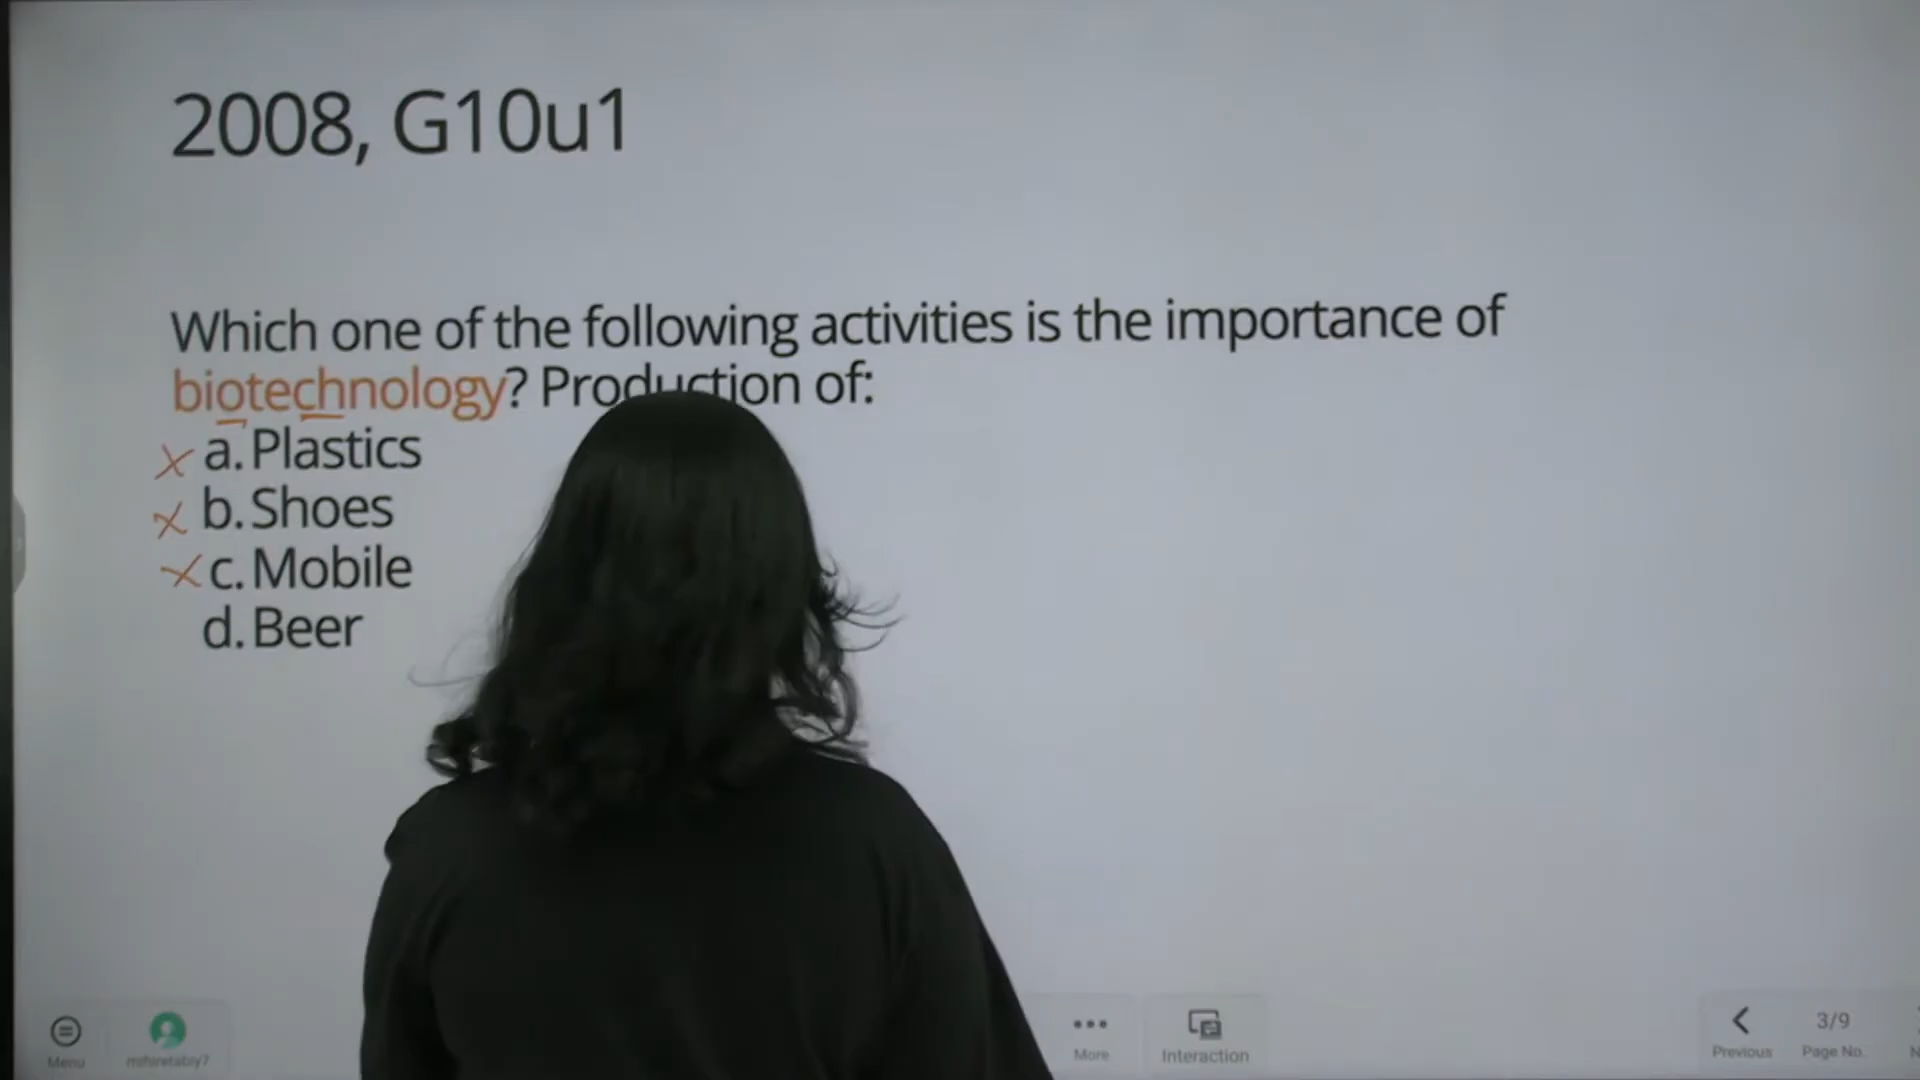 2008, G10u1
Which one of the following activities is the importance of
biotechnology? Production of:
a. Plastics
b. Shoes
c. Mobile
d. Beer
Menu
More
Interaction
Previous
3/9
Page No.